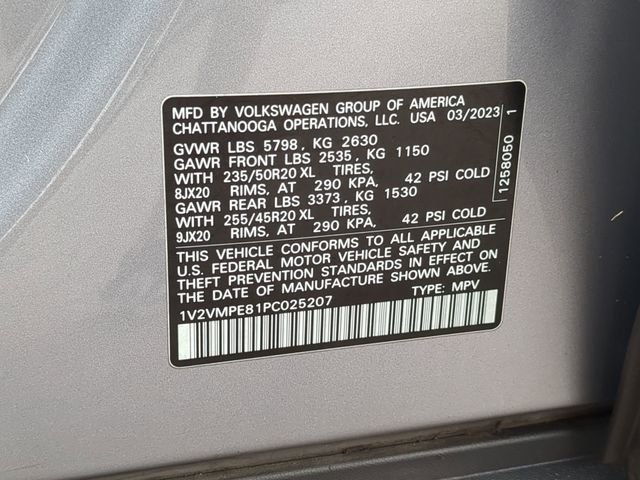 MFD BY VOLKSWAGEN GROUP OF AMERICA
CHATTANOOGA OPERATIONS, LLC. USA 03/2023
GVWR LBS 5798, KG 2630
GAWR FRONT LBS 2535, KG 1150
WITH 235/50R20 XL TIRES,
8JX20 RIMS, AT 290 KPA, 42 PSI COLD
GAWR REAR LBS 3373, KG 1530
WITH 255/45R20 XL TIRES,
9JX20 RIMS, AT 290 KPA, 42 PSI COLD
THIS VEHICLE CONFORMS TO ALL APPLICABLE
U.S. FEDERAL MOTOR VEHICLE SAFETY AND
THEFT PREVENTION STANDARDS IN EFFECT ON
THE DATE OF MANUFACTURE SHOWN ABOVE.
1V2VMPE81PC025207 TYPE: MPV
1258050 1